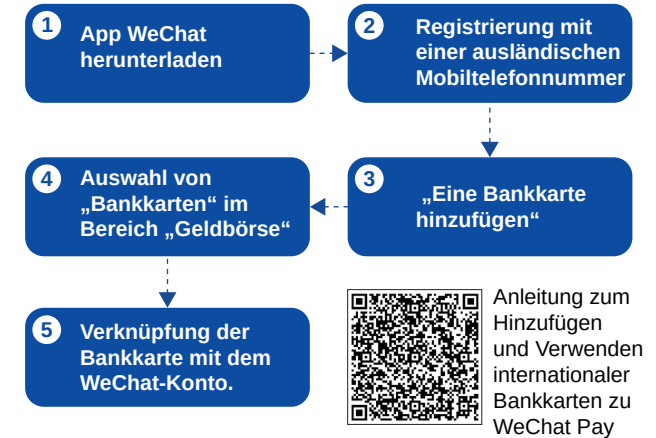 1
App WeChat
herunterladen
2
Registrierung mit
einer ausländischen
Mobiltelefonnummer
3
„Eine Bankkarte
hinzufügen“
4
Auswahl von
„Bankkarten“ im
Bereich „Geldbörse“
5
Verknüpfung der
Bankkarte mit dem
WeChat-Konto.
Anleitung zum
Hinzufügen
und Verwenden
internationaler
Bankkarten zu
WeChat Pay